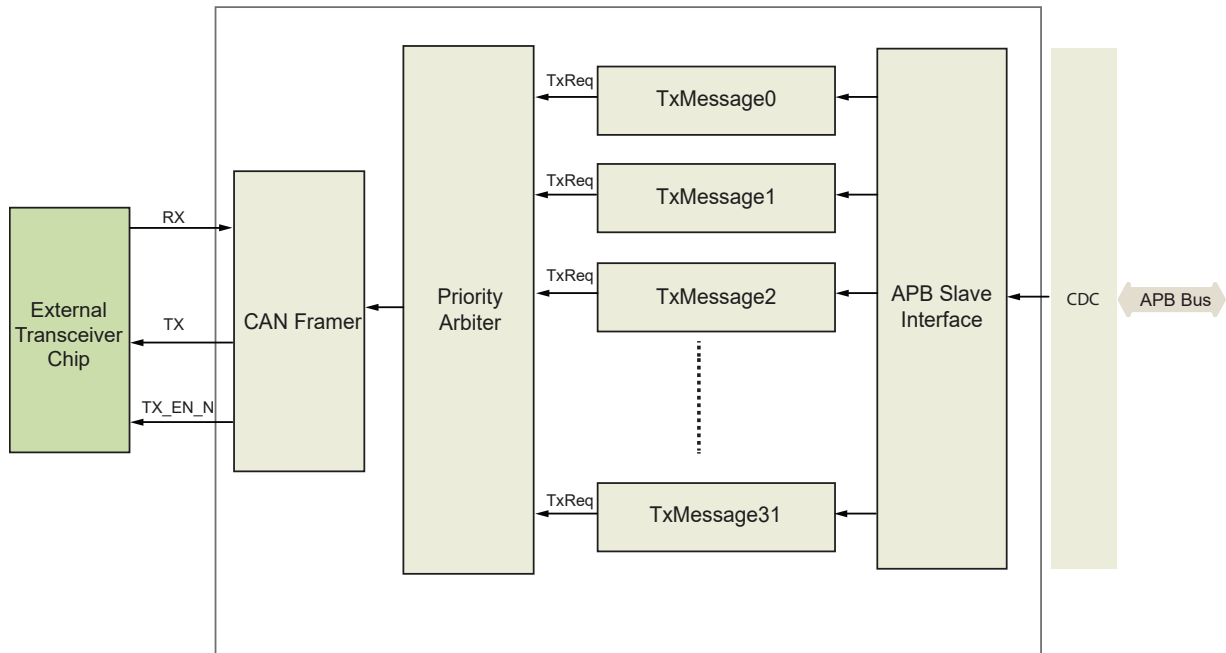 TxReq
TxMessage0
TxReq
TxMessage1
RX
TxReq
TxMessage2
External
Transceiver
Chip
TX
CAN Framer
Priority
Arbiter
APB Slave
Interface
CDC
APB Bus
TX_EN_N
TxReq
TxMessage31